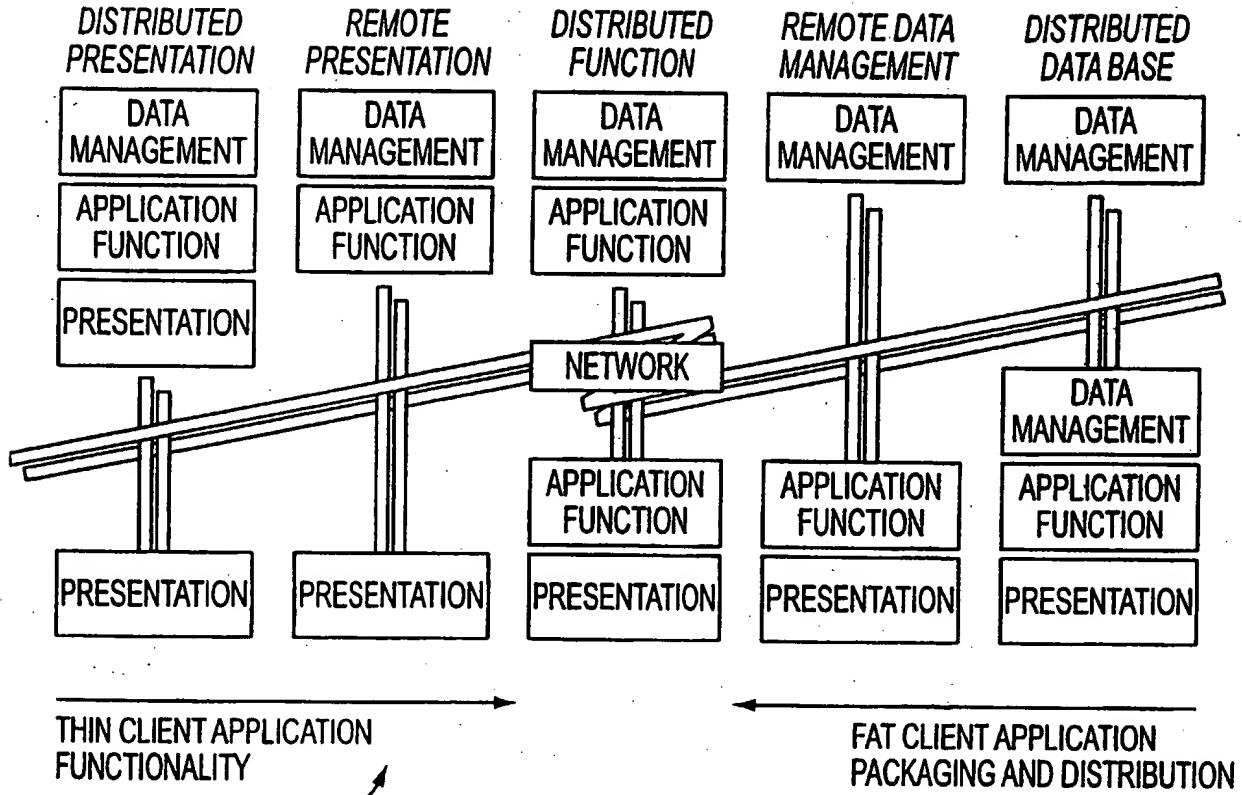 DISTRIBUTED
PRESENTATION
REMOTE
PRESENTATION
DISTRIBUTED
FUNCTION
REMOTE DATA
MANAGEMENT
DISTRIBUTED
DATA BASE
DATA
MANAGEMENT
DATA
MANAGEMENT
DATA
MANAGEMENT
DATA
MANAGEMENT
DATA
MANAGEMENT
APPLICATION
FUNCTION
APPLICATION
FUNCTION
APPLICATION
FUNCTION
PRESENTATION
NETWORK
DATA
MANAGEMENT
APPLICATION
FUNCTION
APPLICATION
FUNCTION
APPLICATION
FUNCTION
PRESENTATION
PRESENTATION
PRESENTATION
PRESENTATION
PRESENTATION
THIN CLIENT APPLICATION
FUNCTIONALITY
FAT CLIENT APPLICATION
PACKAGING AND DISTRIBUTION